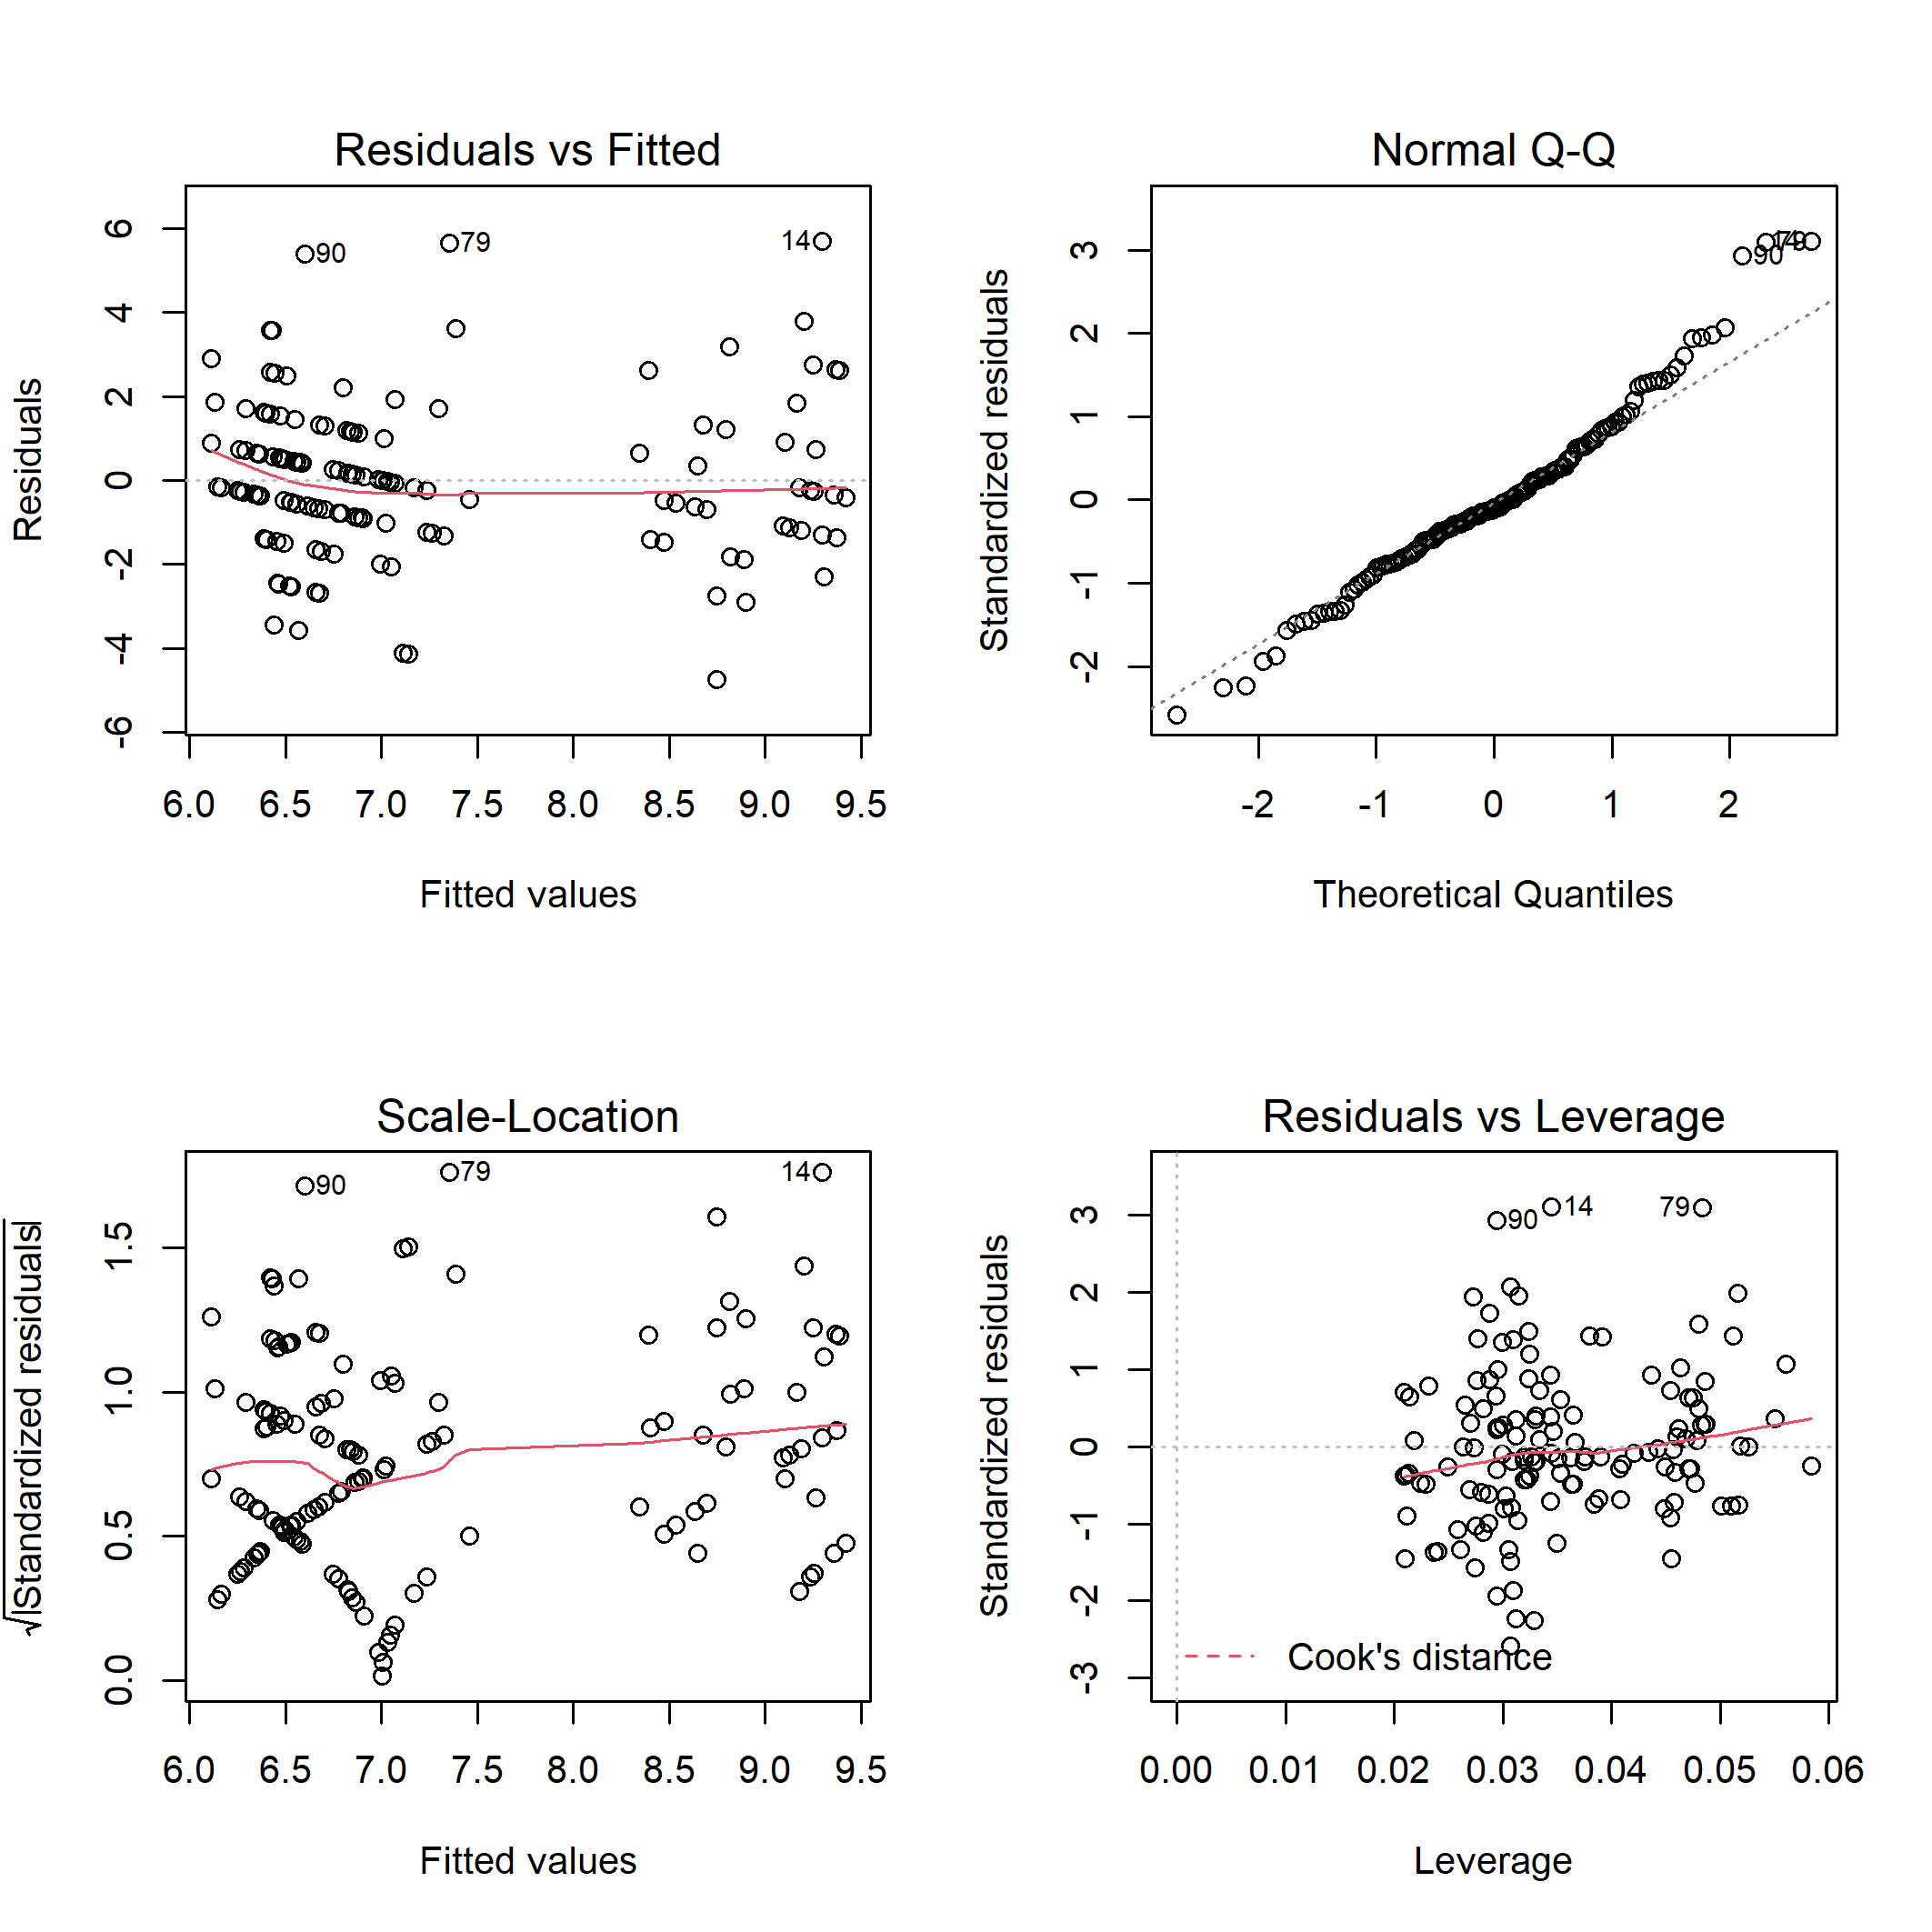 Residuals vs Fitted
Residuals
6
4
2
0
-2
-4
-6
90
79
14
6.0 6.5 7.0 7.5 8.0 8.5 9.0 9.5
Fitted values
Normal Q-Q
Standardized residuals
3
2
1
0
-1
-2
90
14
79
-2 -1 0 1 2
Theoretical Quantiles
Scale-Location
√|Standardized residuals|
1.5
1.0
0.5
0.0
90
79
14
6.0 6.5 7.0 7.5 8.0 8.5 9.0 9.5
Fitted values
Residuals vs Leverage
Standardized residuals
3
2
1
0
-1
-2
-3
90
14
79
Cook's distance
0.00 0.01 0.02 0.03 0.04 0.05 0.06
Leverage